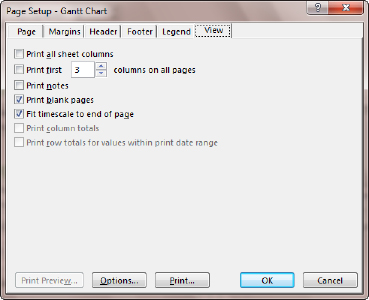 Page Setup - Gantt Chart
Page Margins Header Footer Legend View
Print all sheet columns
Print first 3 columns on all pages
Print notes
Print blank pages
Fit timescale to end of page
Print column totals
Print row totals for values within print date range
Print Preview... Options... Print... OK Cancel